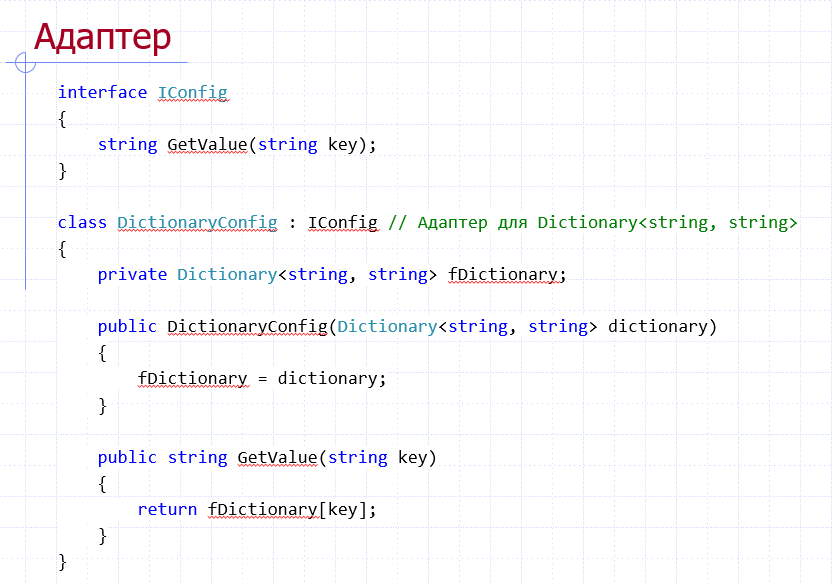 Адаптер
interface IConfig
{
    string GetValue(string key);
}
class DictionaryConfig : IConfig // Адаптер для Dictionary<string, string>
{
    private Dictionary<string, string> fDictionary;
    public DictionaryConfig(Dictionary<string, string> dictionary)
    {
        fDictionary = dictionary;
    }
    public string GetValue(string key)
    {
        return fDictionary[key];
    }
}